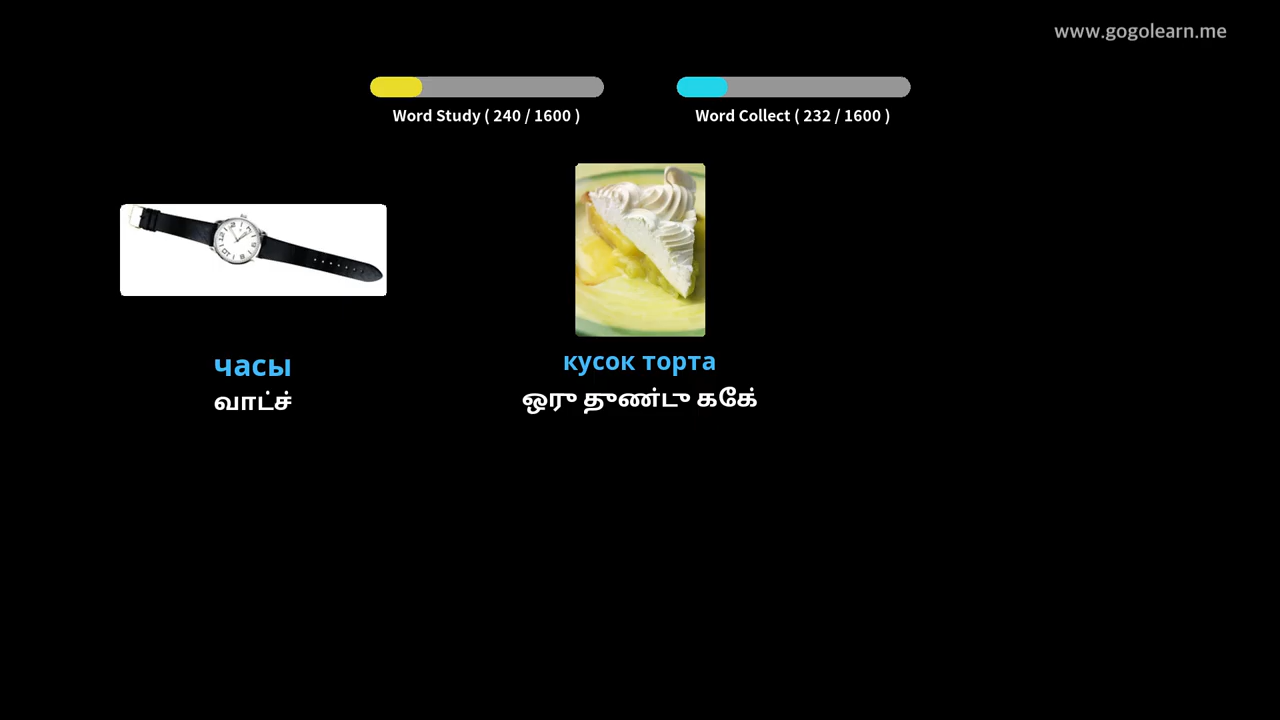 www.gogolearn.me
Word Study ( 240 / 1600 )
Word Collect ( 232 / 1600 )
часы
வாட்ச்
кусок торта
ஒரு துண்டு கேக்